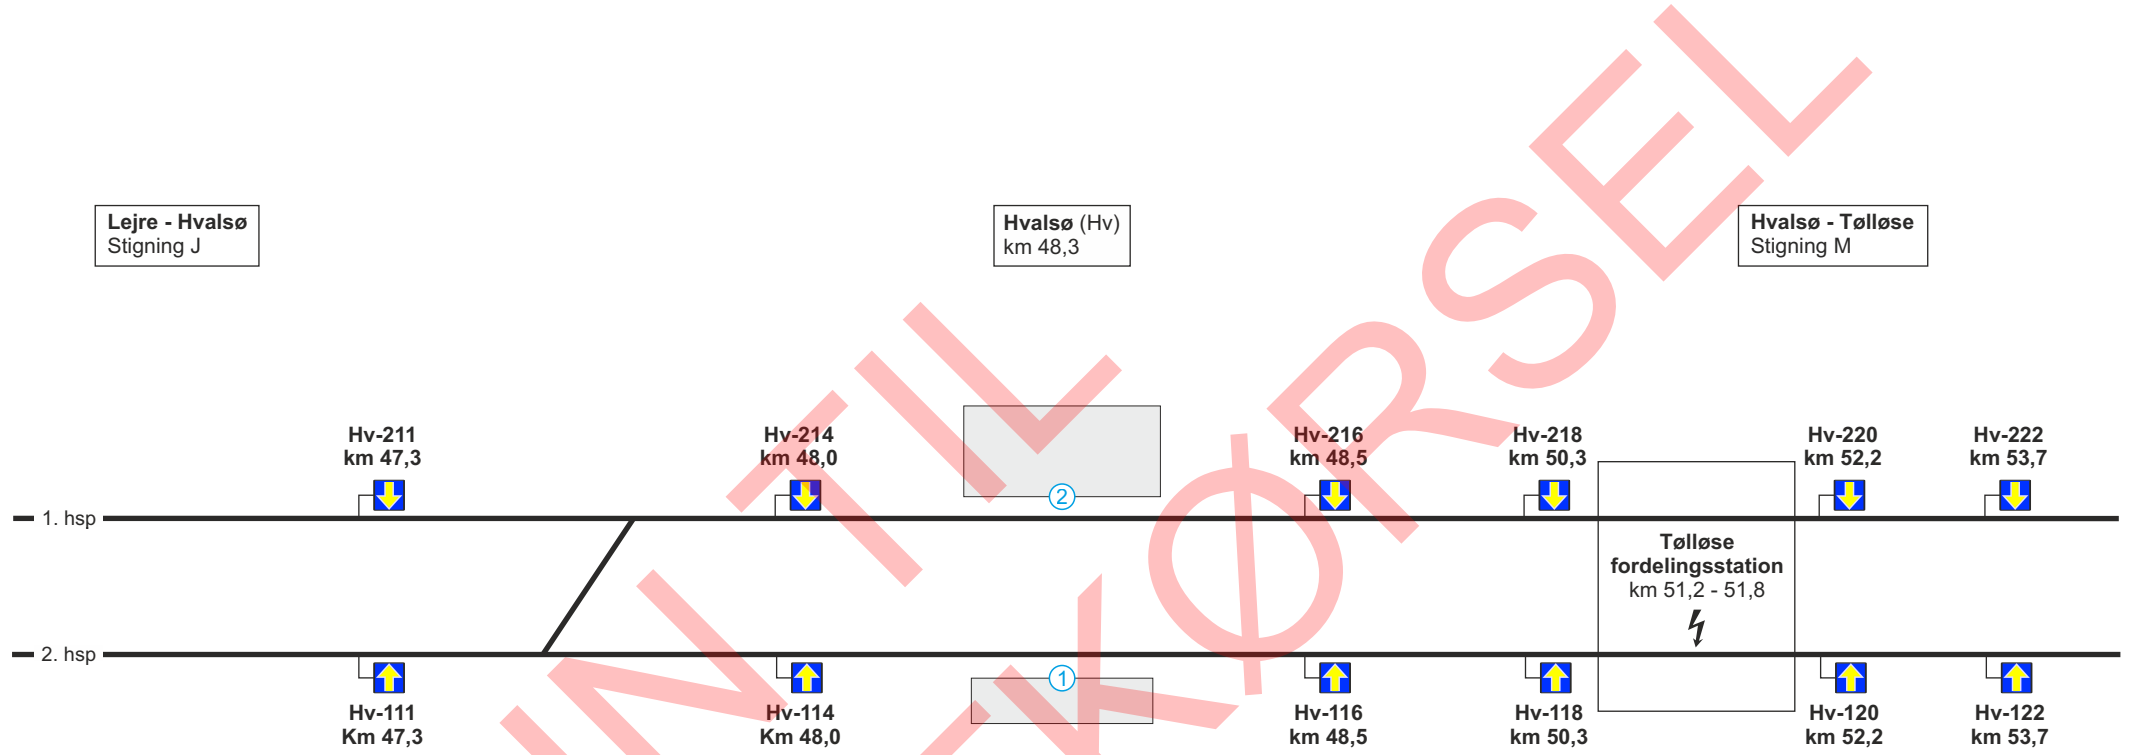 Lejre - Hvalsø
Stigning J
Hvalsø (Hv)
km 48,3
Hvalsø - Tølløse
Stigning M
Hv-211
km 47,3
Hv-214
km 48,0
Hv-216
km 48,5
Hv-218
km 50,3
Hv-220
km 52,2
Hv-222
km 53,7
2
1. hsp
Tølløse
fordelingsstation
km 51,2 - 51,8
2. hsp
1
Hv-111
Km 47,3
Hv-114
Km 48,0
Hv-116
km 48,5
Hv-118
km 50,3
Hv-120
km 52,2
Hv-122
km 53,7
TIL
KØRSEL